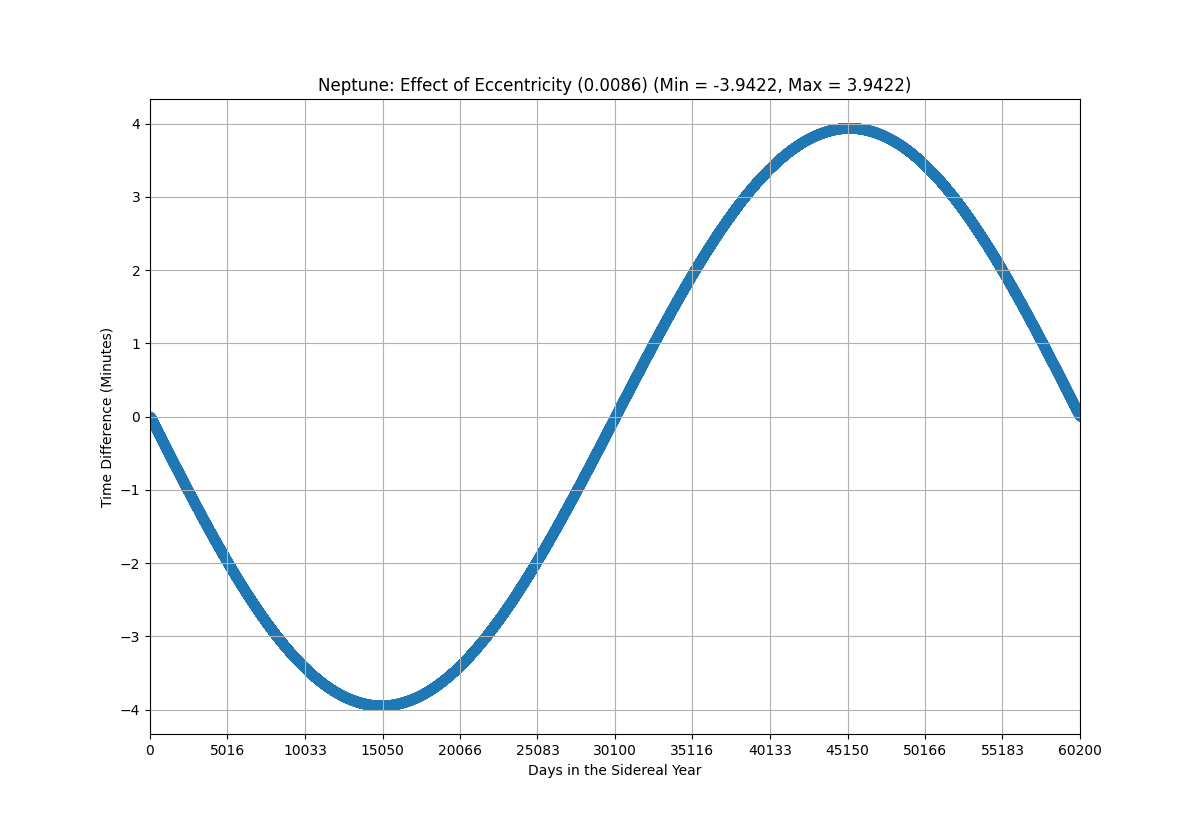 Neptune: Effect of Eccentricity (0.0086) (Min = -3.9422, Max = 3.9422)
4
3
2
1
0
−1
−2
−3
−4
Time Difference (Minutes)
0 5016 10033 15050 20066 25083 30100 35116 40133 45150 50166 55183 60200
Days in the Sidereal Year